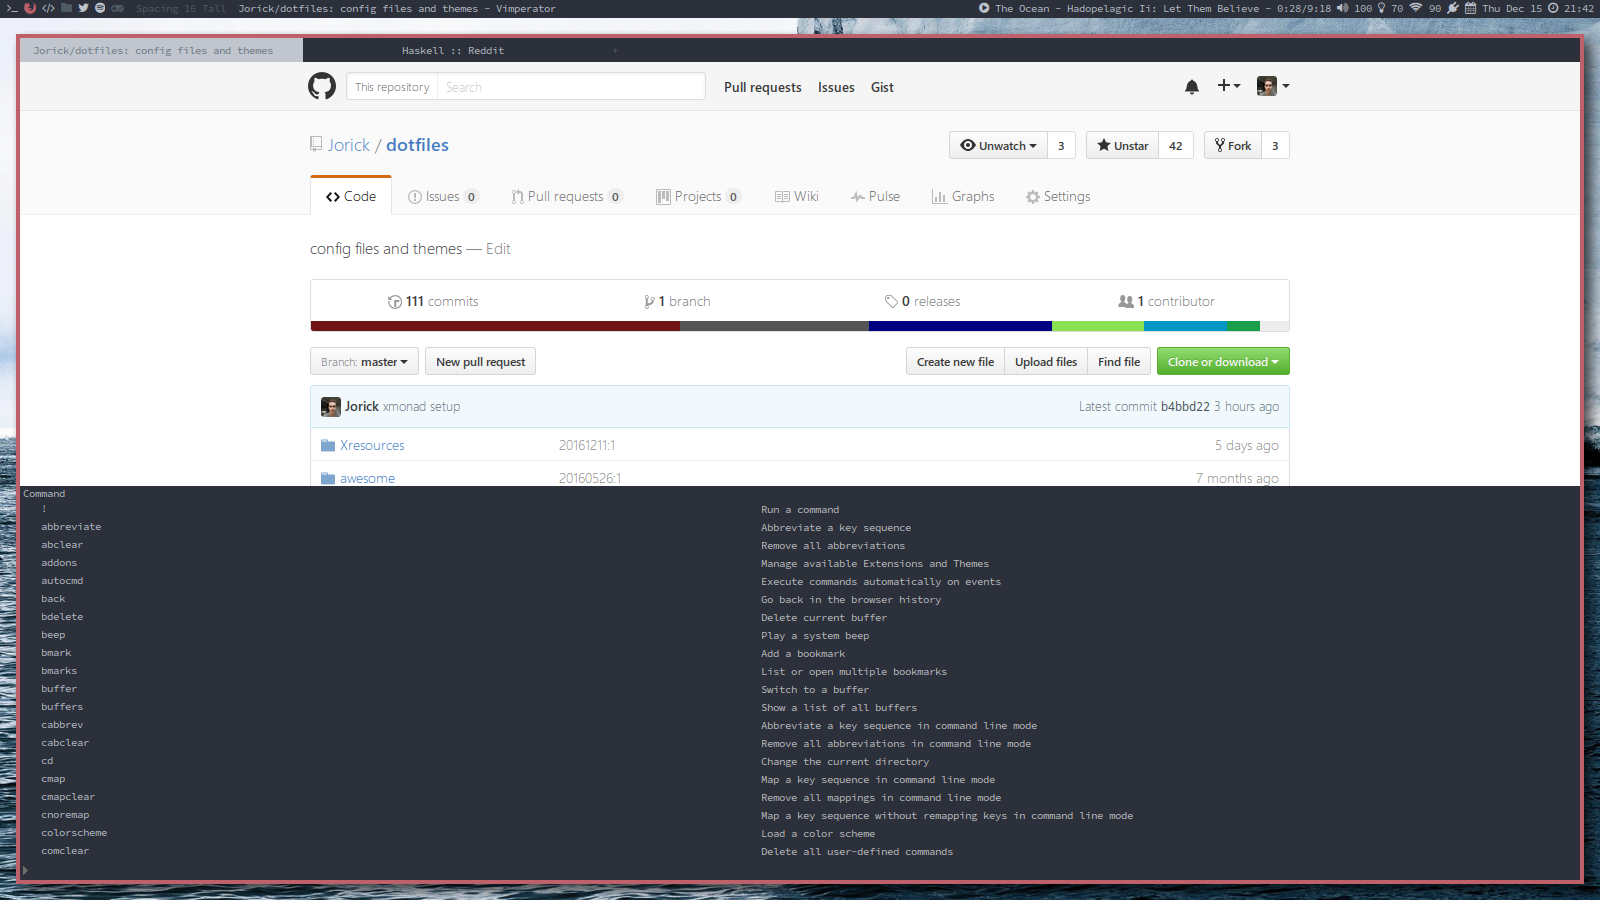 Spacing 16 Tall Jorick/dotfiles: config files and themes - Vimperator The Ocean - Hadopelagic Ii: Let Them Believe - 0:28/9:18 100 70 90 Thu Dec 15 21:42
Jorick/dotfiles: config files and themes Haskell :: Reddit +
This repository Search Pull requests Issues Gist
Jorick / dotfiles Unwatch 3 Unstar 42 Fork 3
Code Issues 0 Pull requests 0 Projects 0 Wiki Pulse Graphs Settings
config files and themes — Edit
111 commits 1 branch 0 releases 1 contributor
Branch: master New pull request Create new file Upload files Find file Clone or download
Jorick xmonad setup Latest commit b4bbd22 3 hours ago
Xresources 20161211:1 5 days ago
awesome 20160526:1 7 months ago
Command
! Run a command
abbreviate Abbreviate a key sequence
abclear Remove all abbreviations
addons Manage available Extensions and Themes
autocmd Execute commands automatically on events
back Go back in the browser history
bdelete Delete current buffer
beep Play a system beep
bmark Add a bookmark
bmarks List or open multiple bookmarks
buffer Switch to a buffer
buffers Show a list of all buffers
cabbrev Abbreviate a key sequence in command line mode
cabclear Remove all abbreviations in command line mode
cd Change the current directory
cmap Map a key sequence in command line mode
cmapclear Remove all mappings in command line mode
cnoremap Map a key sequence without remapping keys in command line mode
colorscheme Load a color scheme
comclear Delete all user-defined commands